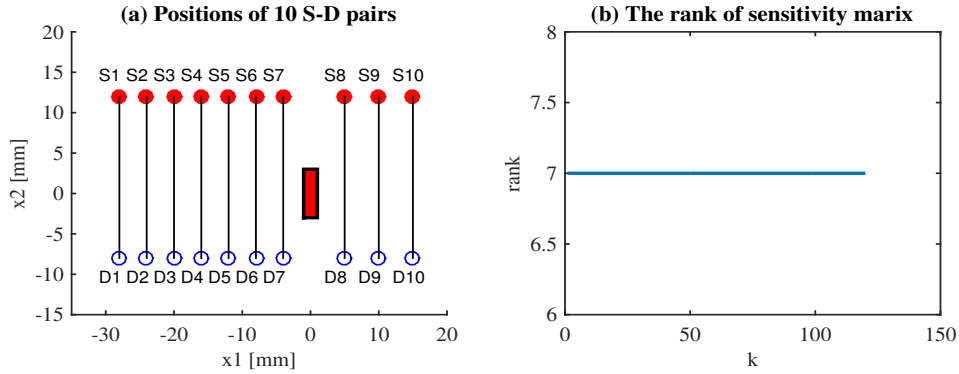 (a) Positions of 10 S-D pairs
20
15
10
5
0
-5
-10
-15
x2 [mm]
S1 S2 S3 S4 S5 S6 S7 S8 S9 S10
D1 D2 D3 D4 D5 D6 D7 D8 D9 D10
-30 -20 -10 0 10 20
x1 [mm]
(b) The rank of sensitivity marix
8
7.5
7
6.5
6
rank
0 50 100 150
k